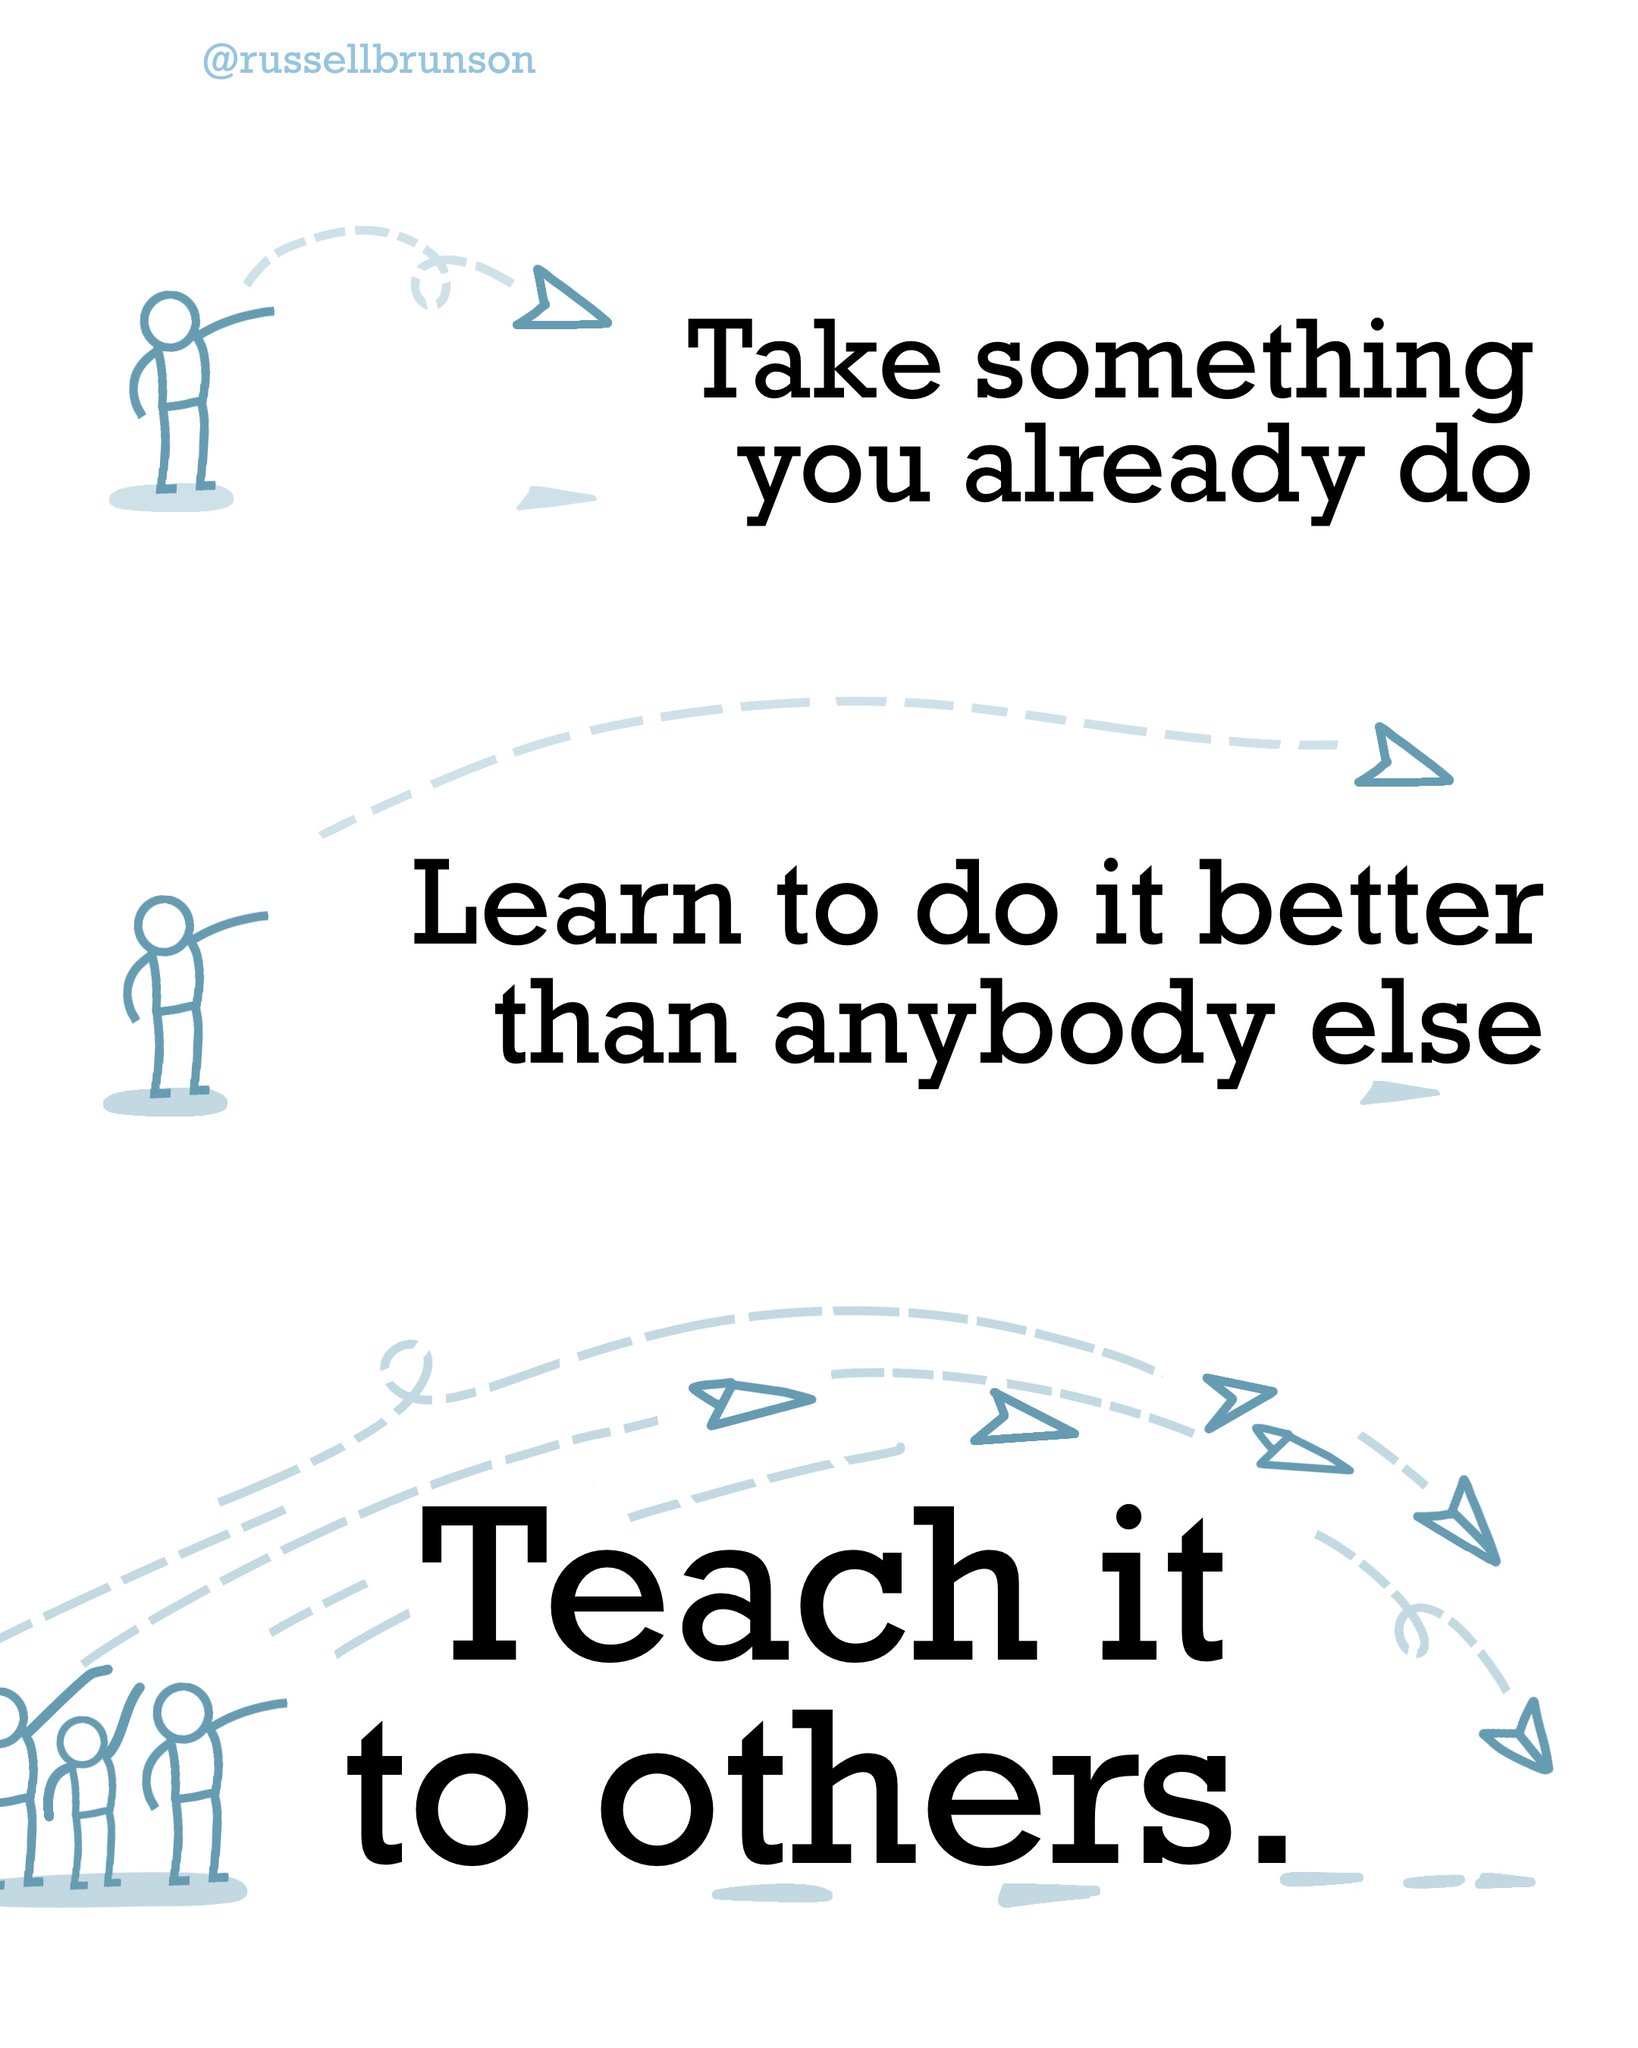 @russellbrunson
Take something
you already do
Learn to do it better
than anybody else
Teach it
to others.